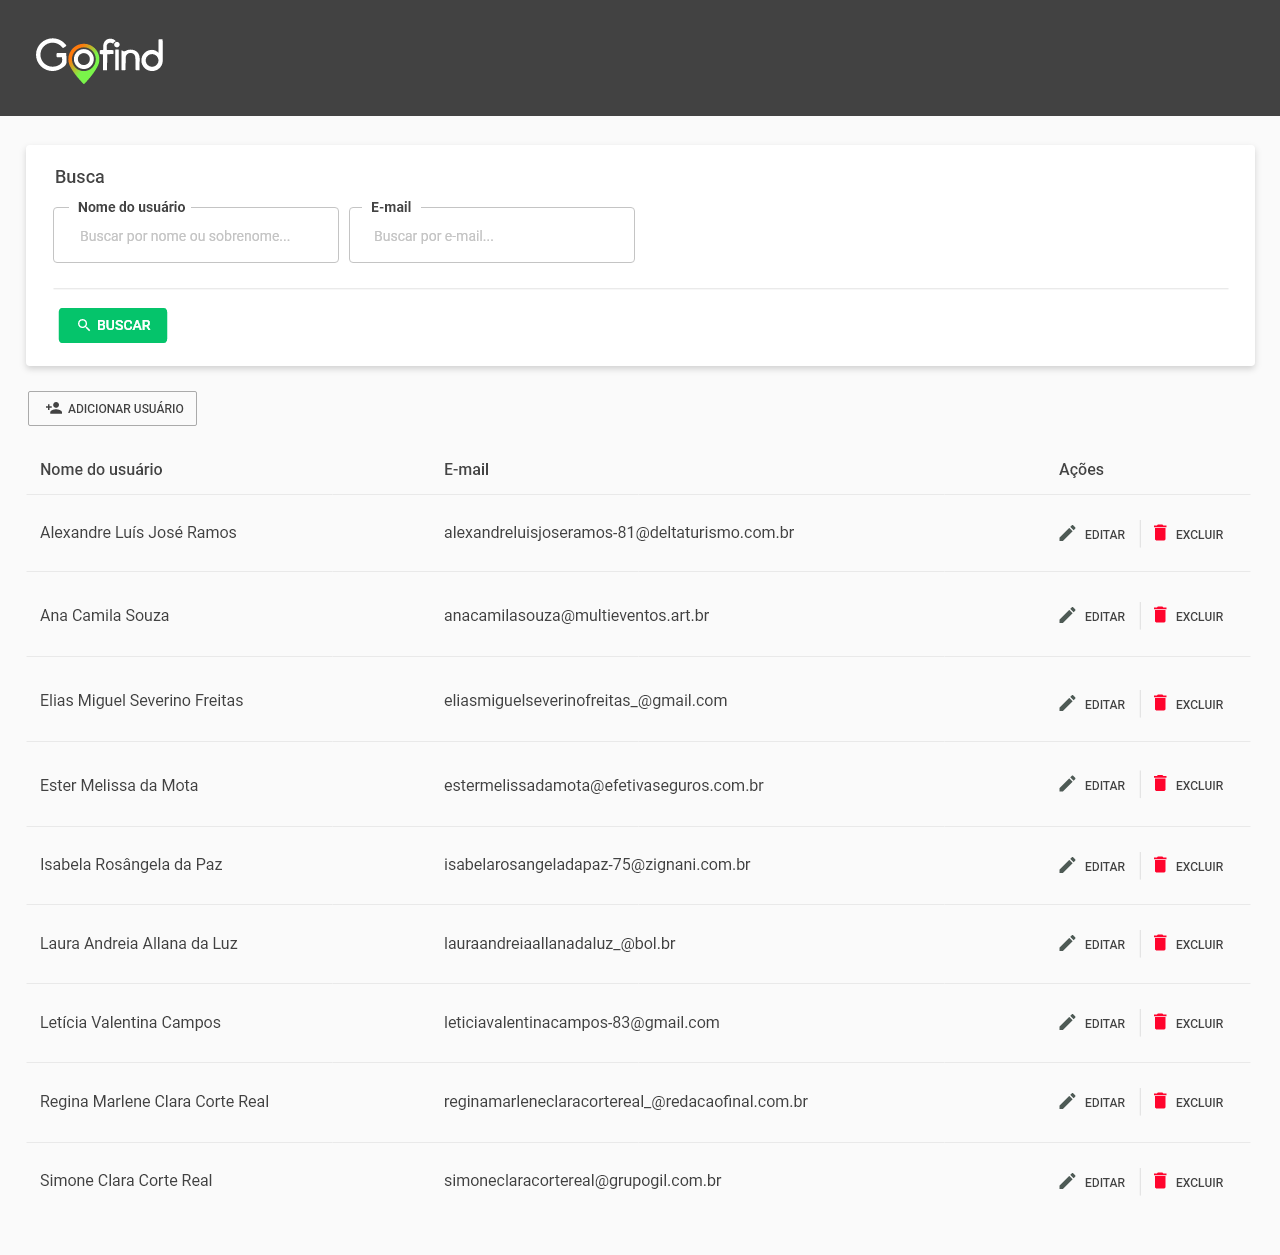 Gofind
Busca
Nome do usuário E-mail
Buscar por nome ou sobrenome... Buscar por e-mail...
BUSCAR
ADICIONAR USUÁRIO
Nome do usuário E-mail Ações
Alexandre Luís José Ramos alexandreluisjoseramos-81@deltaturismo.com.br EDITAR EXCLUIR
Ana Camila Souza anacamilasouza@multieventos.art.br EDITAR EXCLUIR
Elias Miguel Severino Freitas eliasmiguelseverinofreitas_@gmail.com EDITAR EXCLUIR
Ester Melissa da Mota estermelissadamota@efetivaseguros.com.br EDITAR EXCLUIR
Isabela Rosângela da Paz isabelarosangeladapaz-75@zignani.com.br EDITAR EXCLUIR
Laura Andreia Allana da Luz lauraandreiaallanadaluz_@bol.br EDITAR EXCLUIR
Letícia Valentina Campos leticiavalentinacampos-83@gmail.com EDITAR EXCLUIR
Regina Marlene Clara Corte Real reginamarleneclaracortereal_@redacaofinal.com.br EDITAR EXCLUIR
Simone Clara Corte Real simoneclaracortereal@grupogil.com.br EDITAR EXCLUIR